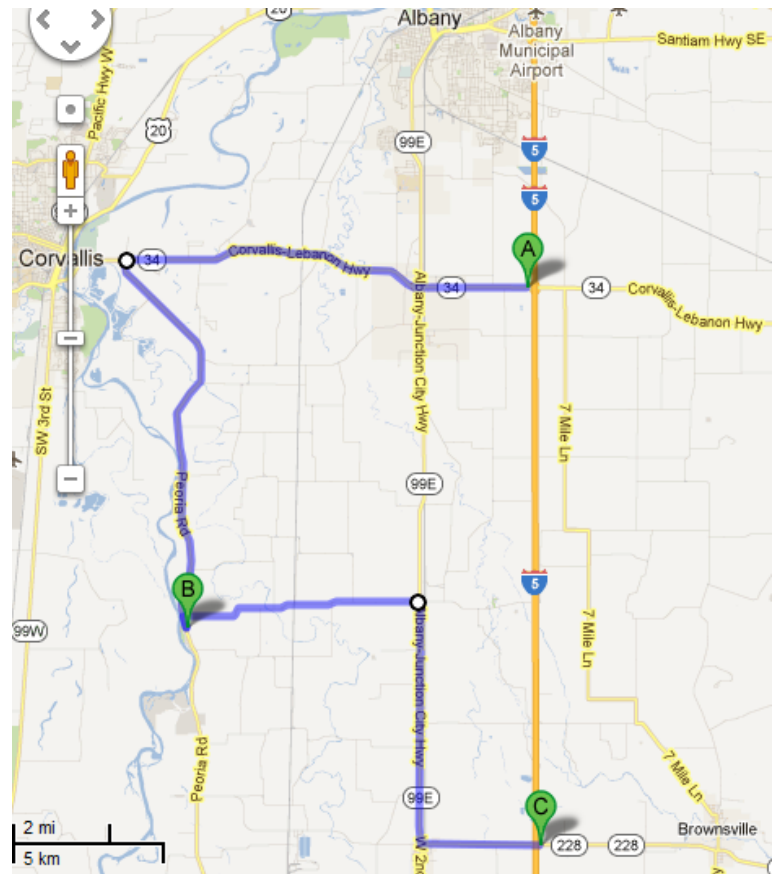 20
Albany
Albany
Municipal
Airport
Santiam Hwy SE
Pacific Hwy W
20
99E
5
5
A
Corvallis
34
Corvallis-Lebanon Hwy
34
34
Corvallis-Lebanon Hwy
Albany-Junction City Hwy
SW 3rd St
7 Mile Ln
99E
Peoria Rd
5
B
99W
7 Mile Ln
Albany-Junction City Hwy
Peoria Rd
7 Mile Ln
99E
C
2 mi
5 km
228
228
Brownsville